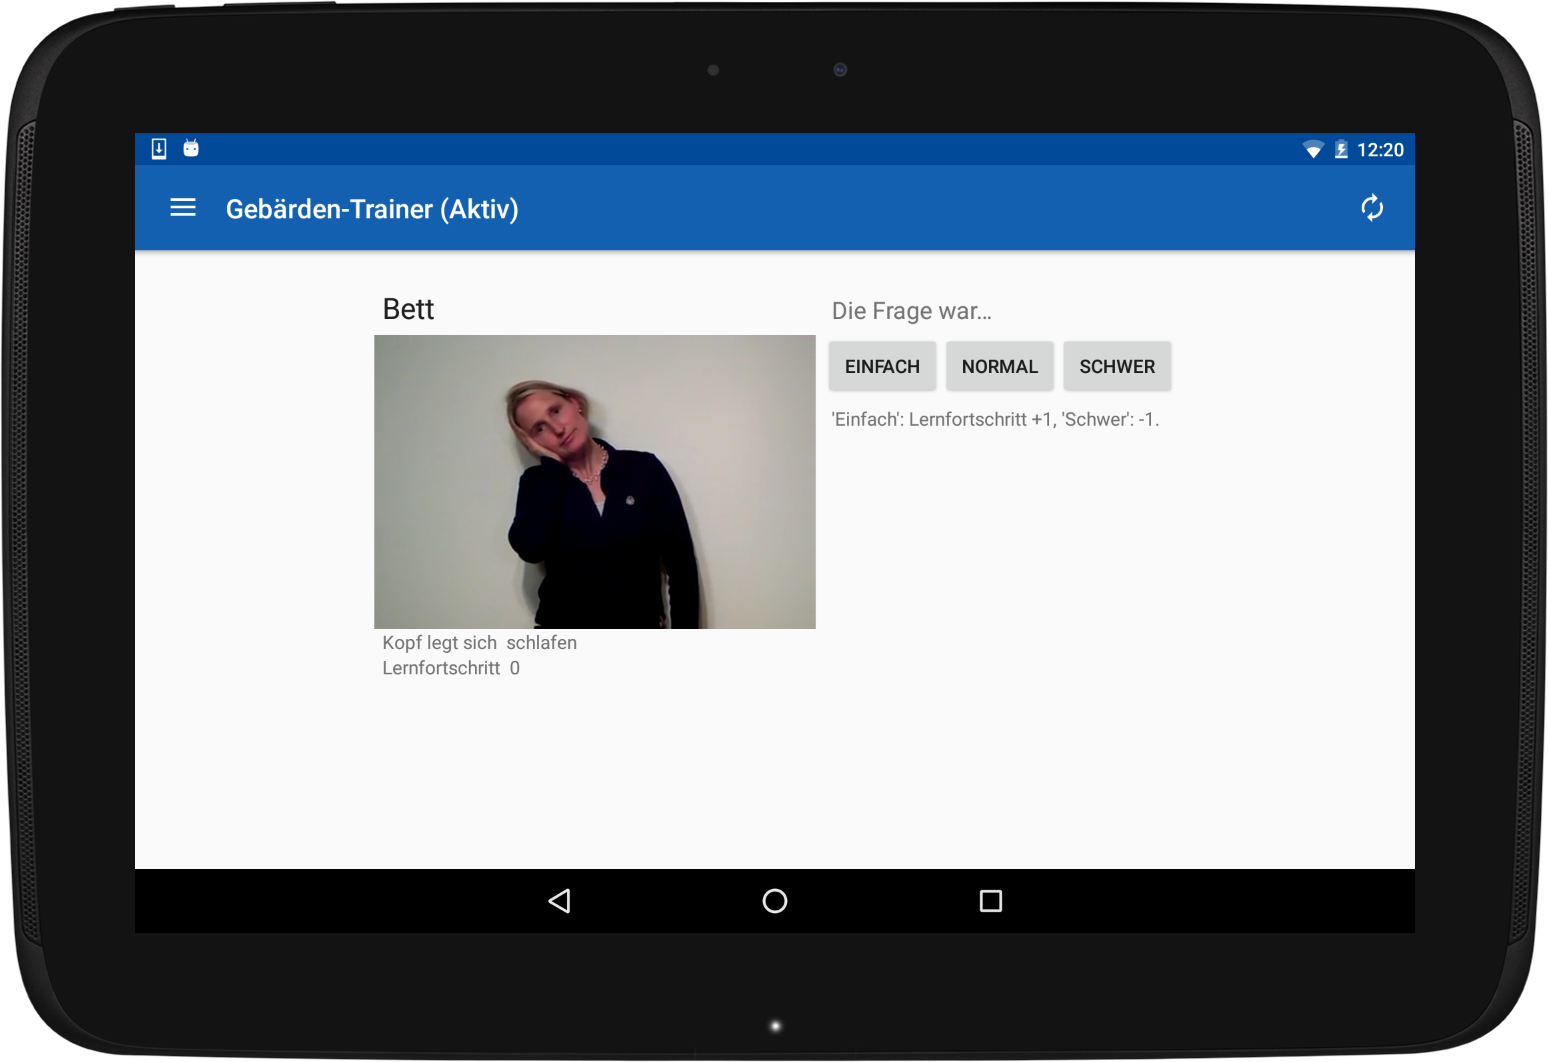 12:20
Gebärden-Trainer (Aktiv)
Bett
Kopf legt sich  schlafen
Lernfortschritt  0
Die Frage war…
EINFACH NORMAL SCHWER
'Einfach': Lernfortschritt +1, 'Schwer': -1.